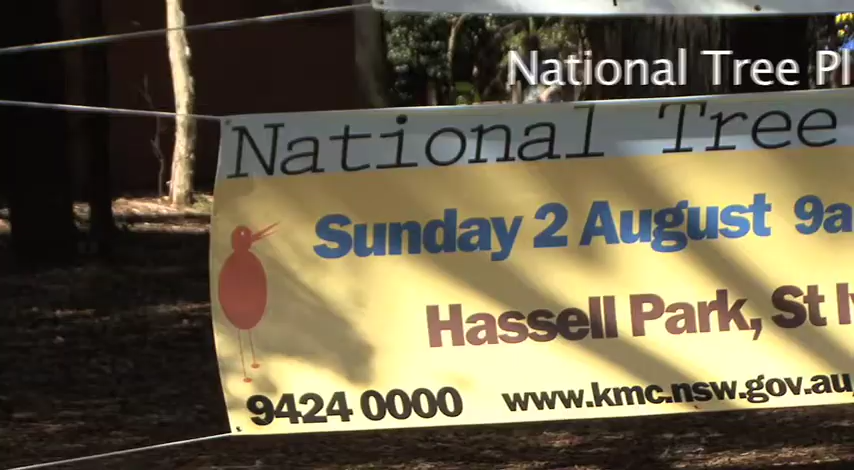 National Tree Pl
National Tree
Sunday 2 August 9a
Hassell Park, St I
9424 0000 www.kmc.nsw.gov.au/